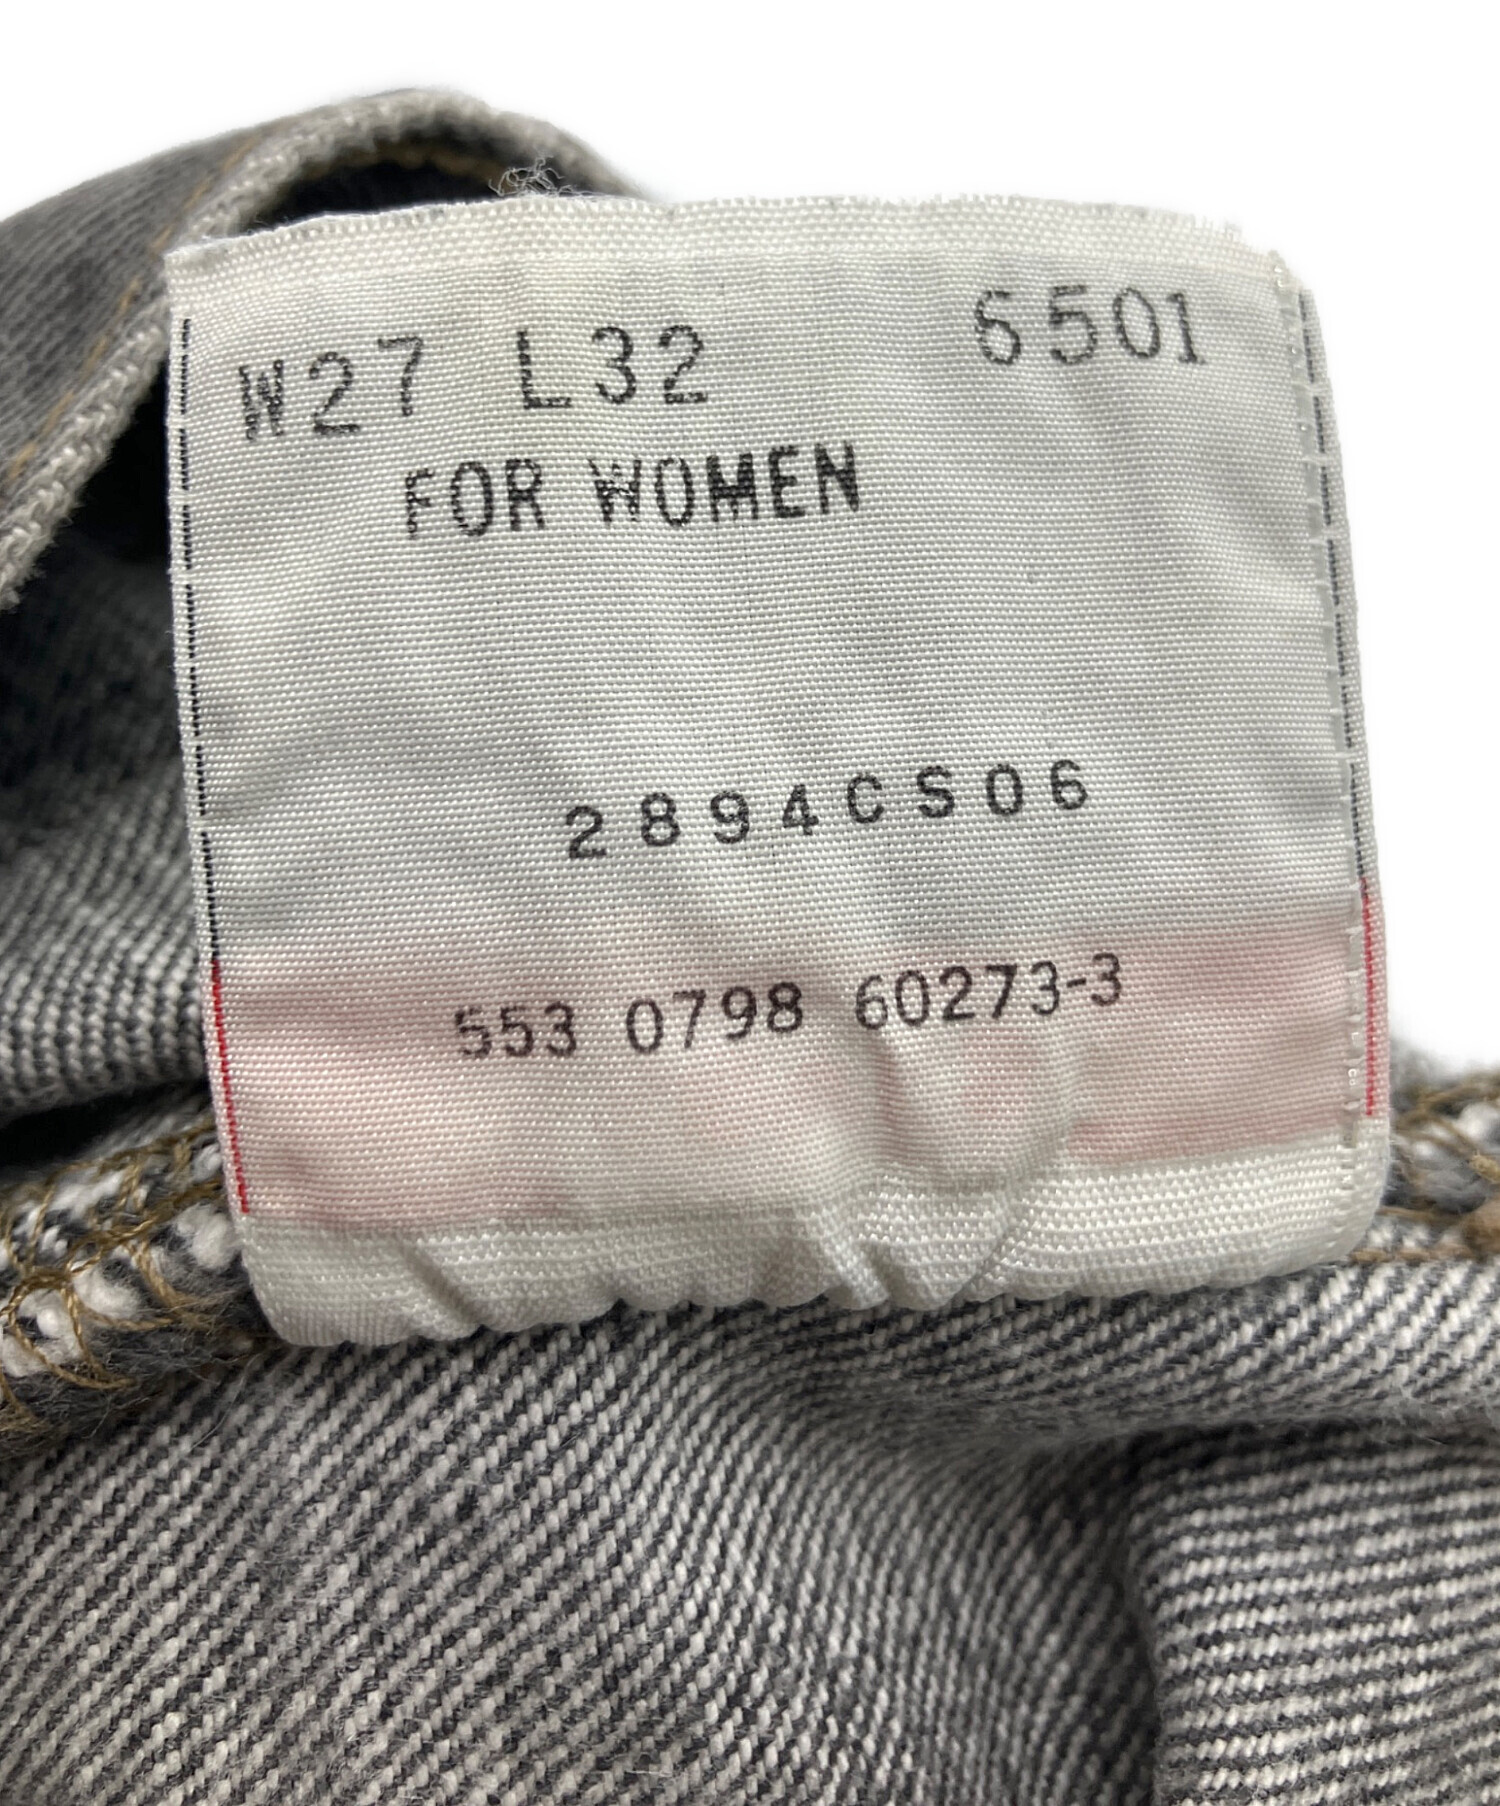 W27 L32 6501
FOR WOMEN
2894CS06
553 0798 60273-3